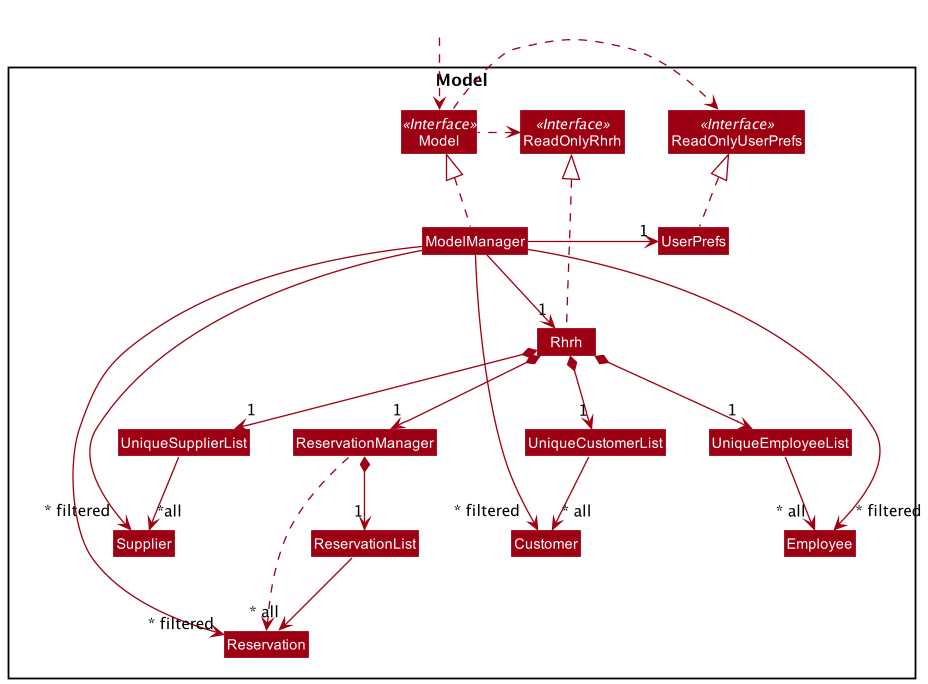 Model
«Interface»
Model
«Interface»
ReadOnlyRhrh
«Interface»
ReadOnlyUserPrefs
ModelManager
1
UserPrefs
1
Rhrh
1
1
1
1
UniqueSupplierList
ReservationManager
UniqueCustomerList
UniqueEmployeeList
* filtered
*all
1
* filtered
* all
* all
* filtered
Supplier
ReservationList
Customer
Employee
* all
* filtered
Reservation